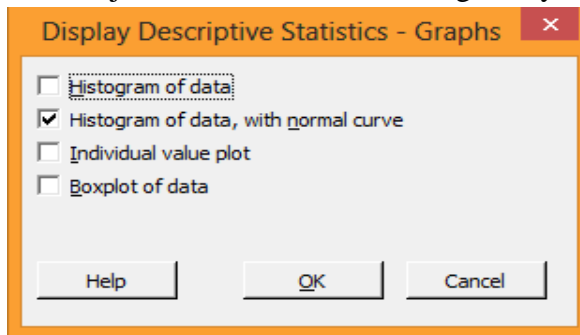 Display Descriptive Statistics - Graphs
Histogram of data
Histogram of data, with normal curve
Individual value plot
Boxplot of data
Help OK Cancel